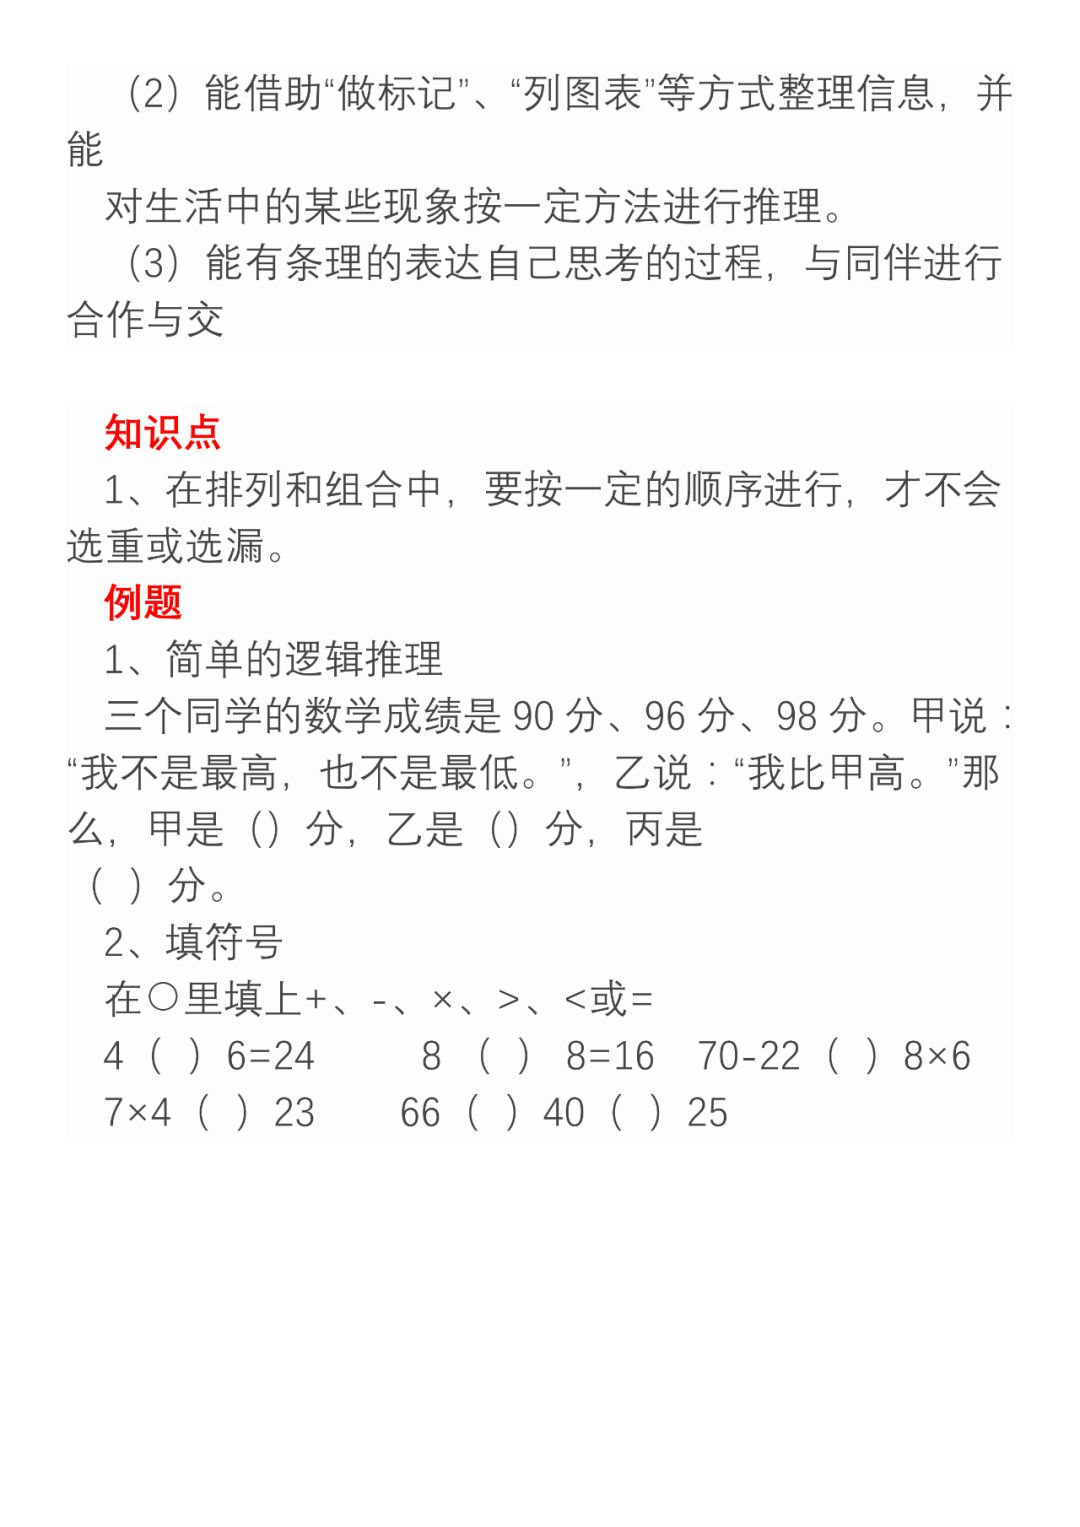 （2）能借助“做标记”、“列图表”等方式整理信息，并
能
对生活中的某些现象按一定方法进行推理。
（3）能有条理的表达自己思考的过程，与同伴进行
合作与交
知识点
1、在排列和组合中，要按一定的顺序进行，才不会
选重或选漏。
例题
1、简单的逻辑推理
三个同学的数学成绩是 90 分、96 分、98 分。甲说：
“我不是最高，也不是最低。”，乙说：“我比甲高。”那
么，甲是（）分，乙是（）分，丙是
（ ）分。
2、填符号
在○里填上+、-、×、>、<或=
4（ ）6=24 8 （ ） 8=16 70-22（ ）8×6
7×4（ ）23 66（ ）40（ ）25